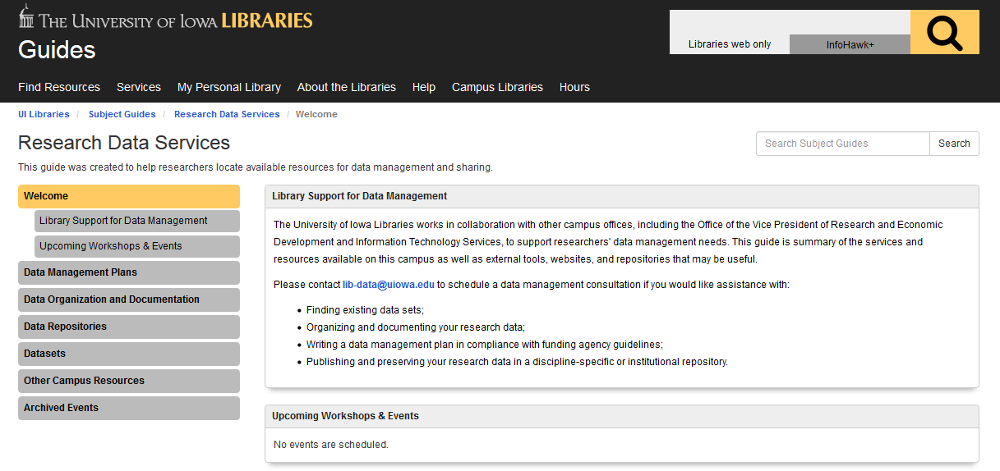 THE UNIVERSITY OF IOWA LIBRARIES
Guides
Libraries web only
InfoHawk+
Find Resources Services My Personal Library About the Libraries Help Campus Libraries Hours
UI Libraries / Subject Guides / Research Data Services / Welcome
Research Data Services
Search Subject Guides Search
This guide was created to help researchers locate available resources for data management and sharing.
Welcome
Library Support for Data Management
Upcoming Workshops & Events
Data Management Plans
Data Organization and Documentation
Data Repositories
Datasets
Other Campus Resources
Archived Events
Library Support for Data Management
The University of Iowa Libraries works in collaboration with other campus offices, including the Office of the Vice President of Research and Economic
Development and Information Technology Services, to support researchers' data management needs. This guide is summary of the services and
resources available on this campus as well as external tools, websites, and repositories that may be useful.
Please contact lib-data@uiowa.edu to schedule a data management consultation if you would like assistance with:
• Finding existing data sets;
• Organizing and documenting your research data;
• Writing a data management plan in compliance with funding agency guidelines;
• Publishing and preserving your research data in a discipline-specific or institutional repository.
Upcoming Workshops & Events
No events are scheduled.